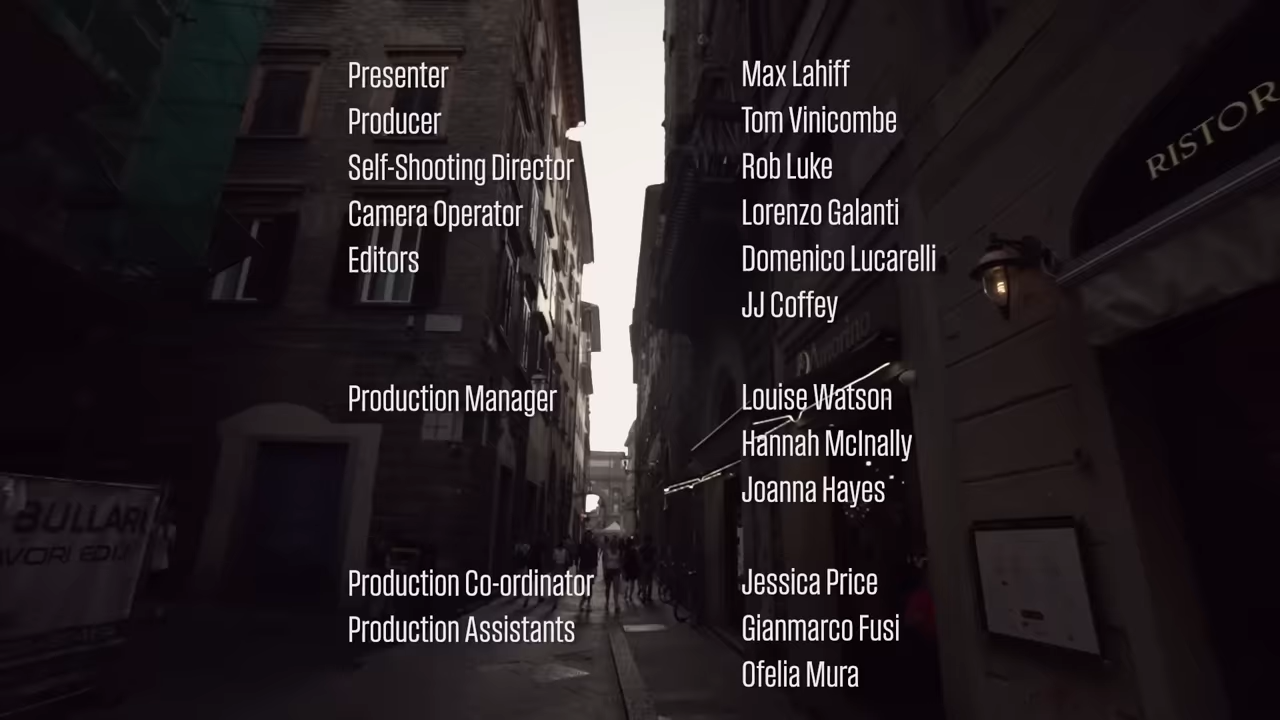 Presenter Max Lahiff
Producer Tom Vinicombe
Self-Shooting Director Rob Luke
Camera Operator Lorenzo Galanti
Editors Domenico Lucarelli
JJ Coffey
Production Manager Louise Watson
Hannah McInally
Joanna Hayes
Production Co-ordinator Jessica Price
Production Assistants Gianmarco Fusi
Ofelia Mura
RISTOR
BULLAR